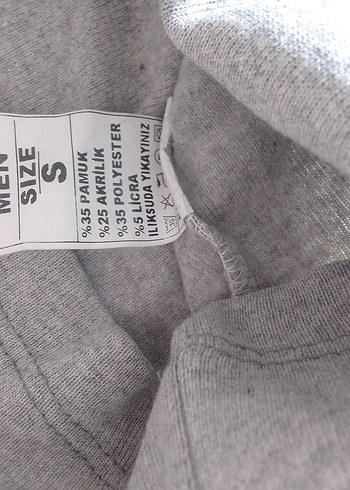 MEN
SIZE
S
%35 PAMUK
%25 AKRİLİK
%35 POLYESTER
%5 LİCRA
ILIKSUDA YIKAYINIZ